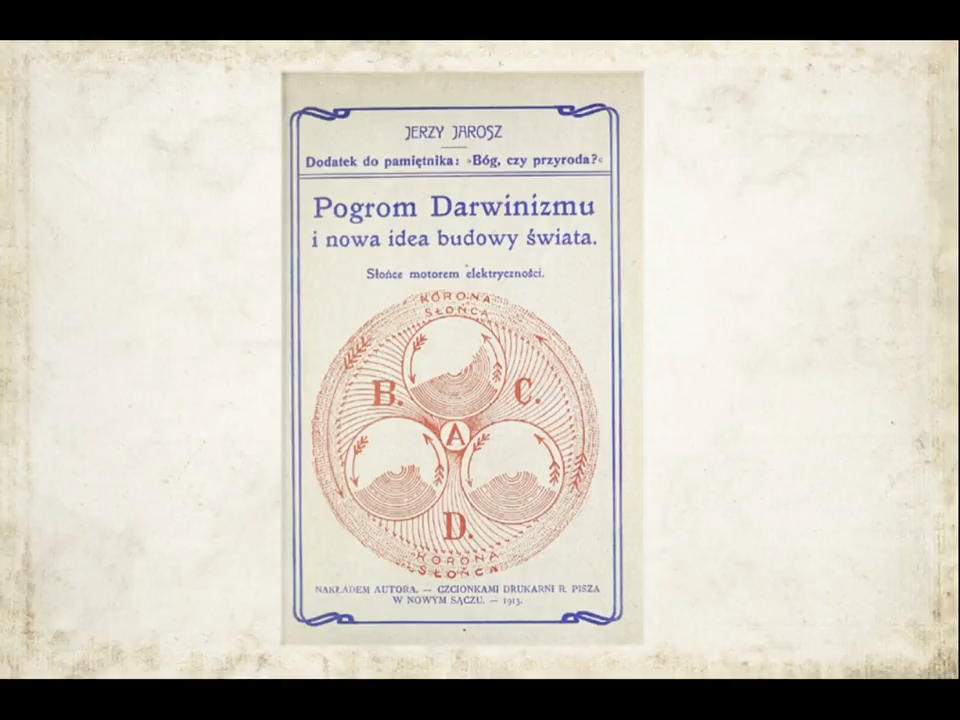 JERZY JAROSZ
Dodatek do pamiętnika: »Bóg, czy przyroda?«
Pogrom Darwinizmu
i nowa idea budowy świata.
Słońce motorem elektryczności.
KORONA
SŁOŃCA
B.
C.
A
D.
KORONA
SŁOŃCA
NAKŁADEM AUTORA. — CZCIONKAMI DRUKARNI R. PISZA
W NOWYM SĄCZU. — 1913.